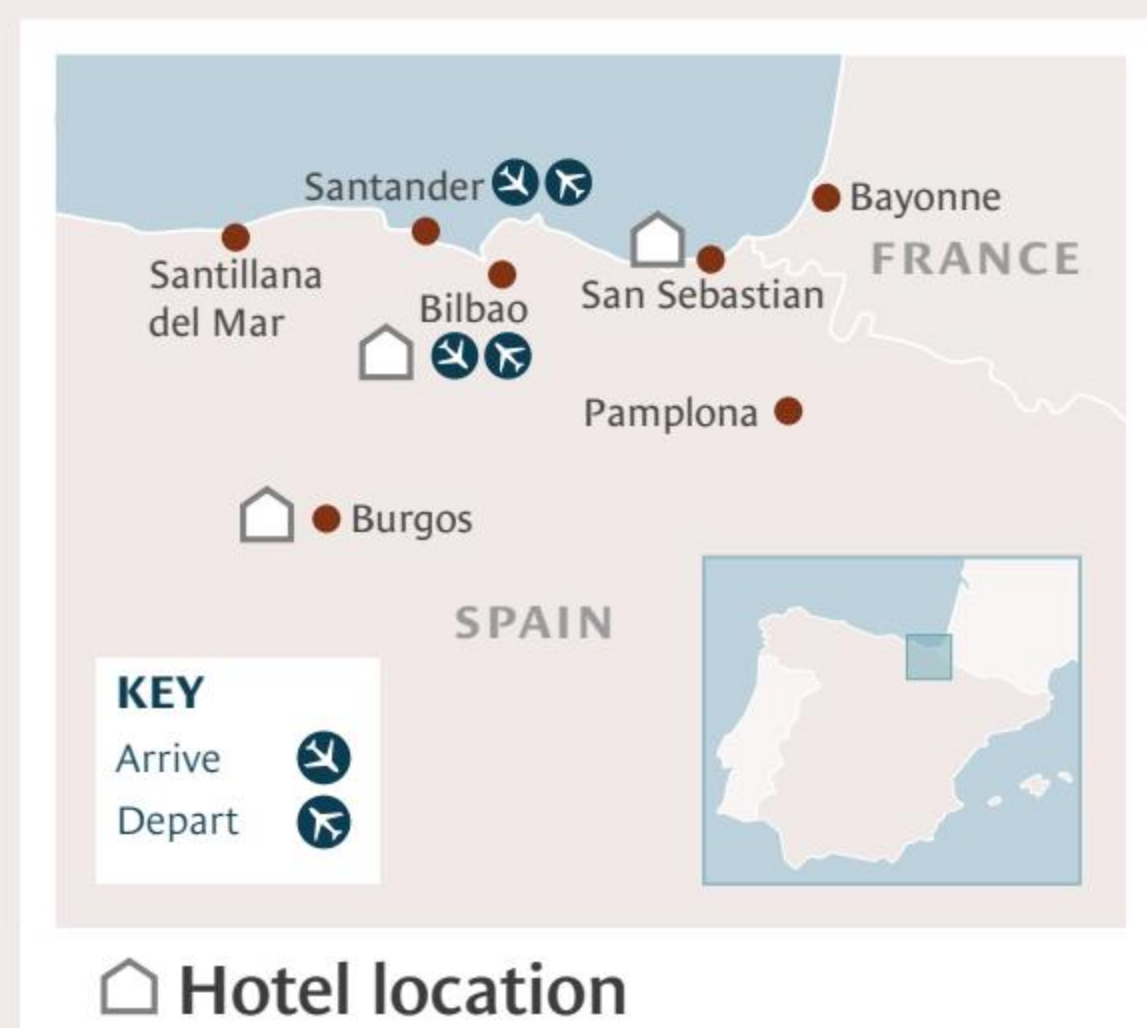 Santander
Bayonne
FRANCE
Santillana
del Mar
Bilbao
San Sebastian
Pamplona
Burgos
SPAIN
KEY
Arrive
Depart
Hotel location